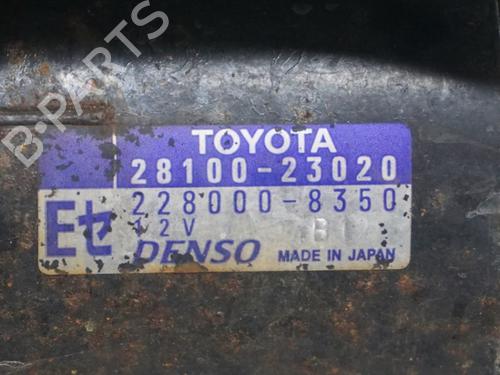 B-PARTS
TOYOTA
28100-23020
228000-8350
Eセ
12V B
DENSO MADE IN JAPAN